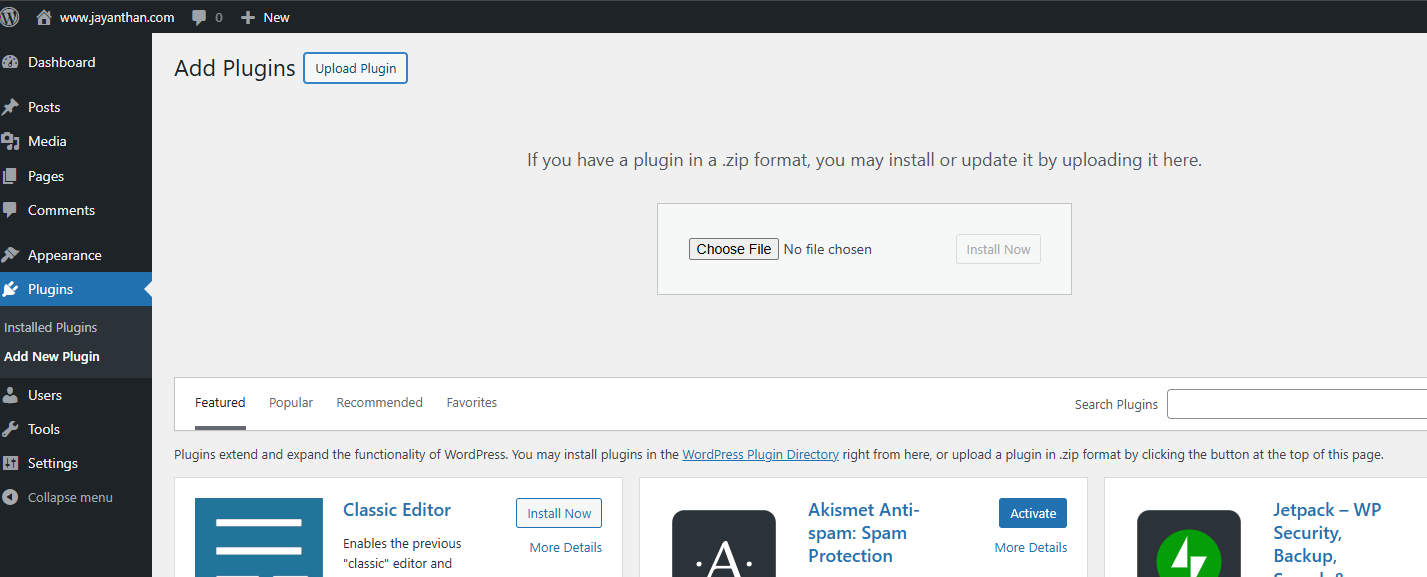 www.jayanthan.com 0 New
Dashboard
Posts
Media
Pages
Comments
Appearance
Plugins
Installed Plugins
Add New Plugin
Users
Tools
Settings
Collapse menu
Add Plugins Upload Plugin
If you have a plugin in a .zip format, you may install or update it by uploading it here.
Choose File No file chosen Install Now
Featured Popular Recommended Favorites Search Plugins
Plugins extend and expand the functionality of WordPress. You may install plugins in the WordPress Plugin Directory right from here, or upload a plugin in .zip format by clicking the button at the top of this page.
Classic Editor
Install Now
More Details
Enables the previous
"classic" editor and
·A·
Akismet Anti-
spam: Spam
Protection
Activate
More Details
Jetpack – WP
Security,
Backup,